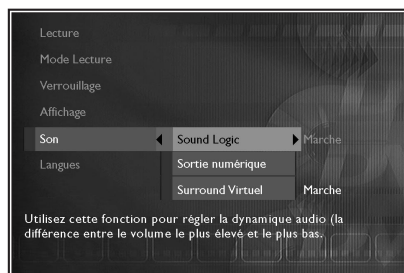 Lecture
Mode Lecture
Verrouillage
Affichage
Son Sound Logic Marche
Langues Sortie numérique
Surround Virtuel Marche
Utilisez cette fonction pour régler la dynamique audio (la
différence entre le volume le plus élevé et le plus bas.